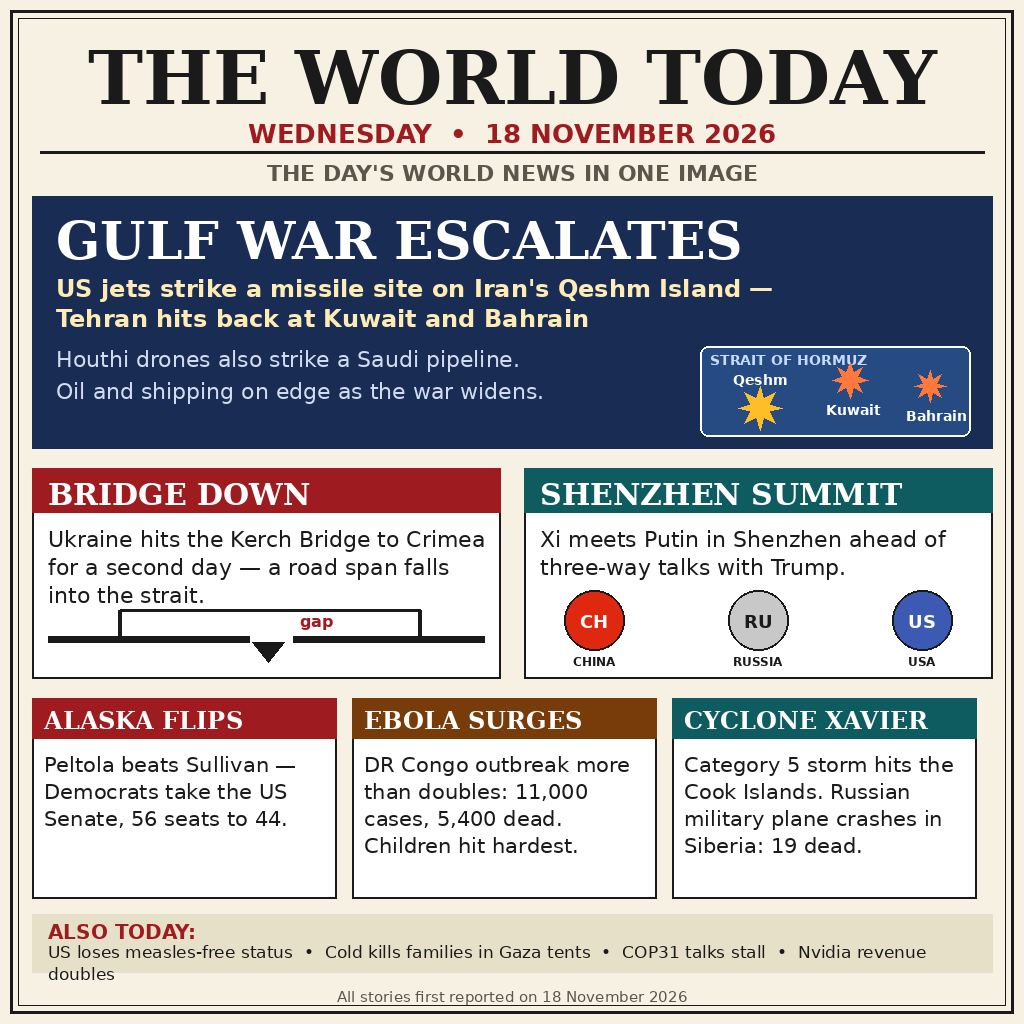 THE WORLD TODAY
WEDNESDAY • 18 NOVEMBER 2026
THE DAY'S WORLD NEWS IN ONE IMAGE
GULF WAR ESCALATES
US jets strike a missile site on Iran's Qeshm Island —
Tehran hits back at Kuwait and Bahrain
Houthi drones also strike a Saudi pipeline.
Oil and shipping on edge as the war widens.
STRAIT OF HORMUZ
Qeshm
Kuwait
Bahrain
BRIDGE DOWN
Ukraine hits the Kerch Bridge to Crimea
for a second day — a road span falls
into the strait.
gap
SHENZHEN SUMMIT
Xi meets Putin in Shenzhen ahead of
three-way talks with Trump.
CH
RU
US
CHINA
RUSSIA
USA
ALASKA FLIPS
Peltola beats Sullivan —
Democrats take the US
Senate, 56 seats to 44.
EBOLA SURGES
DR Congo outbreak more
than doubles: 11,000
cases, 5,400 dead.
Children hit hardest.
CYCLONE XAVIER
Category 5 storm hits the
Cook Islands. Russian
military plane crashes in
Siberia: 19 dead.
ALSO TODAY:
US loses measles-free status • Cold kills families in Gaza tents • COP31 talks stall • Nvidia revenue
doubles
All stories first reported on 18 November 2026